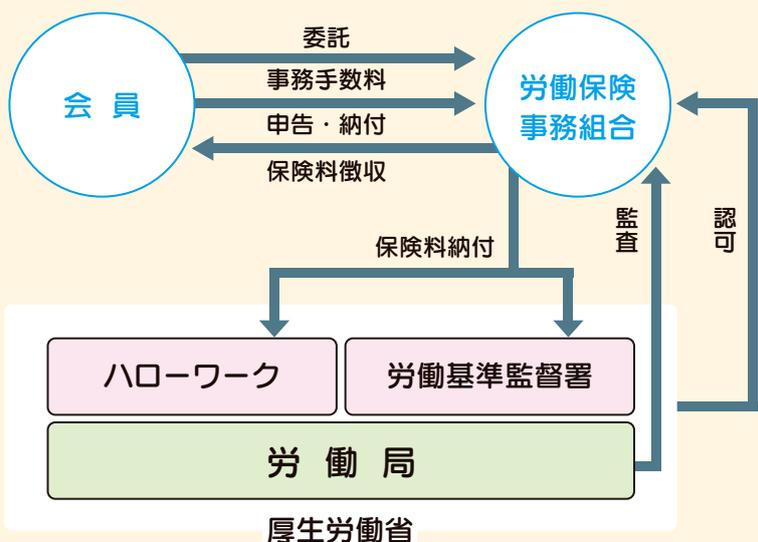 委託
会員
事務手数料
労働保険
事務組合
申告・納付
保険料徴収
監査
認可
保険料納付
ハローワーク
労働基準監督署
労働局
厚生労働省